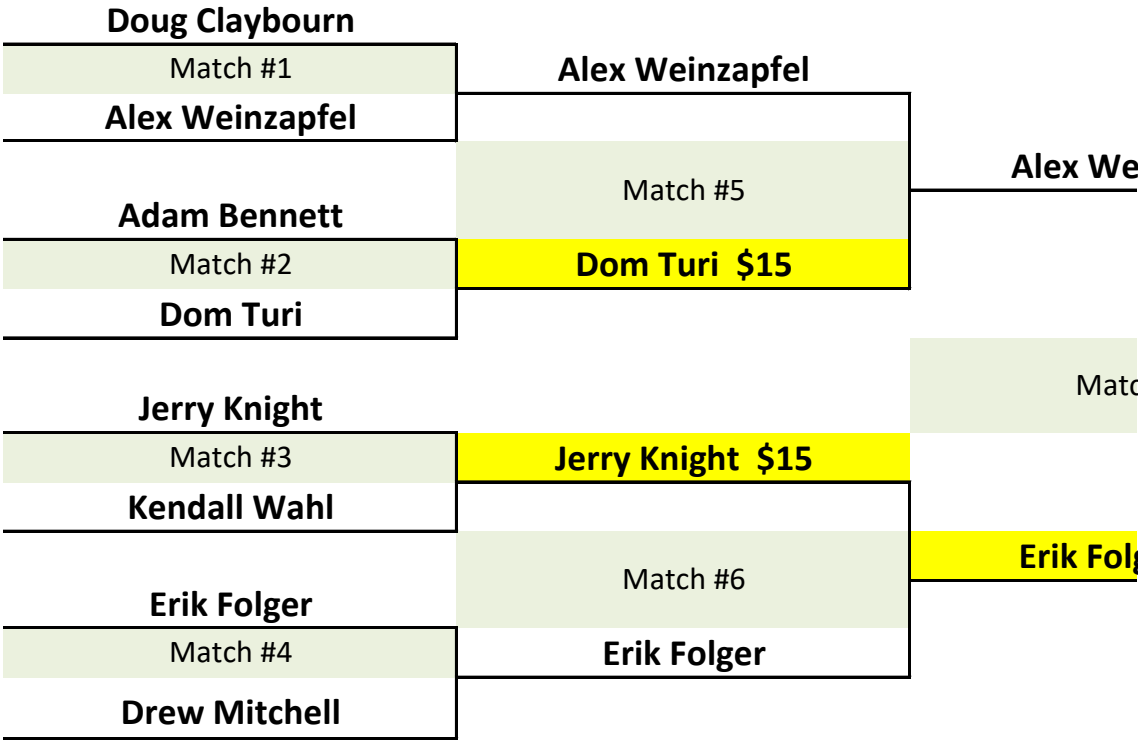 Doug Claybourn
Match #1
Alex Weinzapfel
Adam Bennett
Match #2
Dom Turi
Jerry Knight
Match #3
Kendall Wahl
Erik Folger
Match #4
Drew Mitchell
Alex Weinzapfel
Match #5
Dom Turi $15
Jerry Knight $15
Match #6
Erik Folger
Alex
Erik